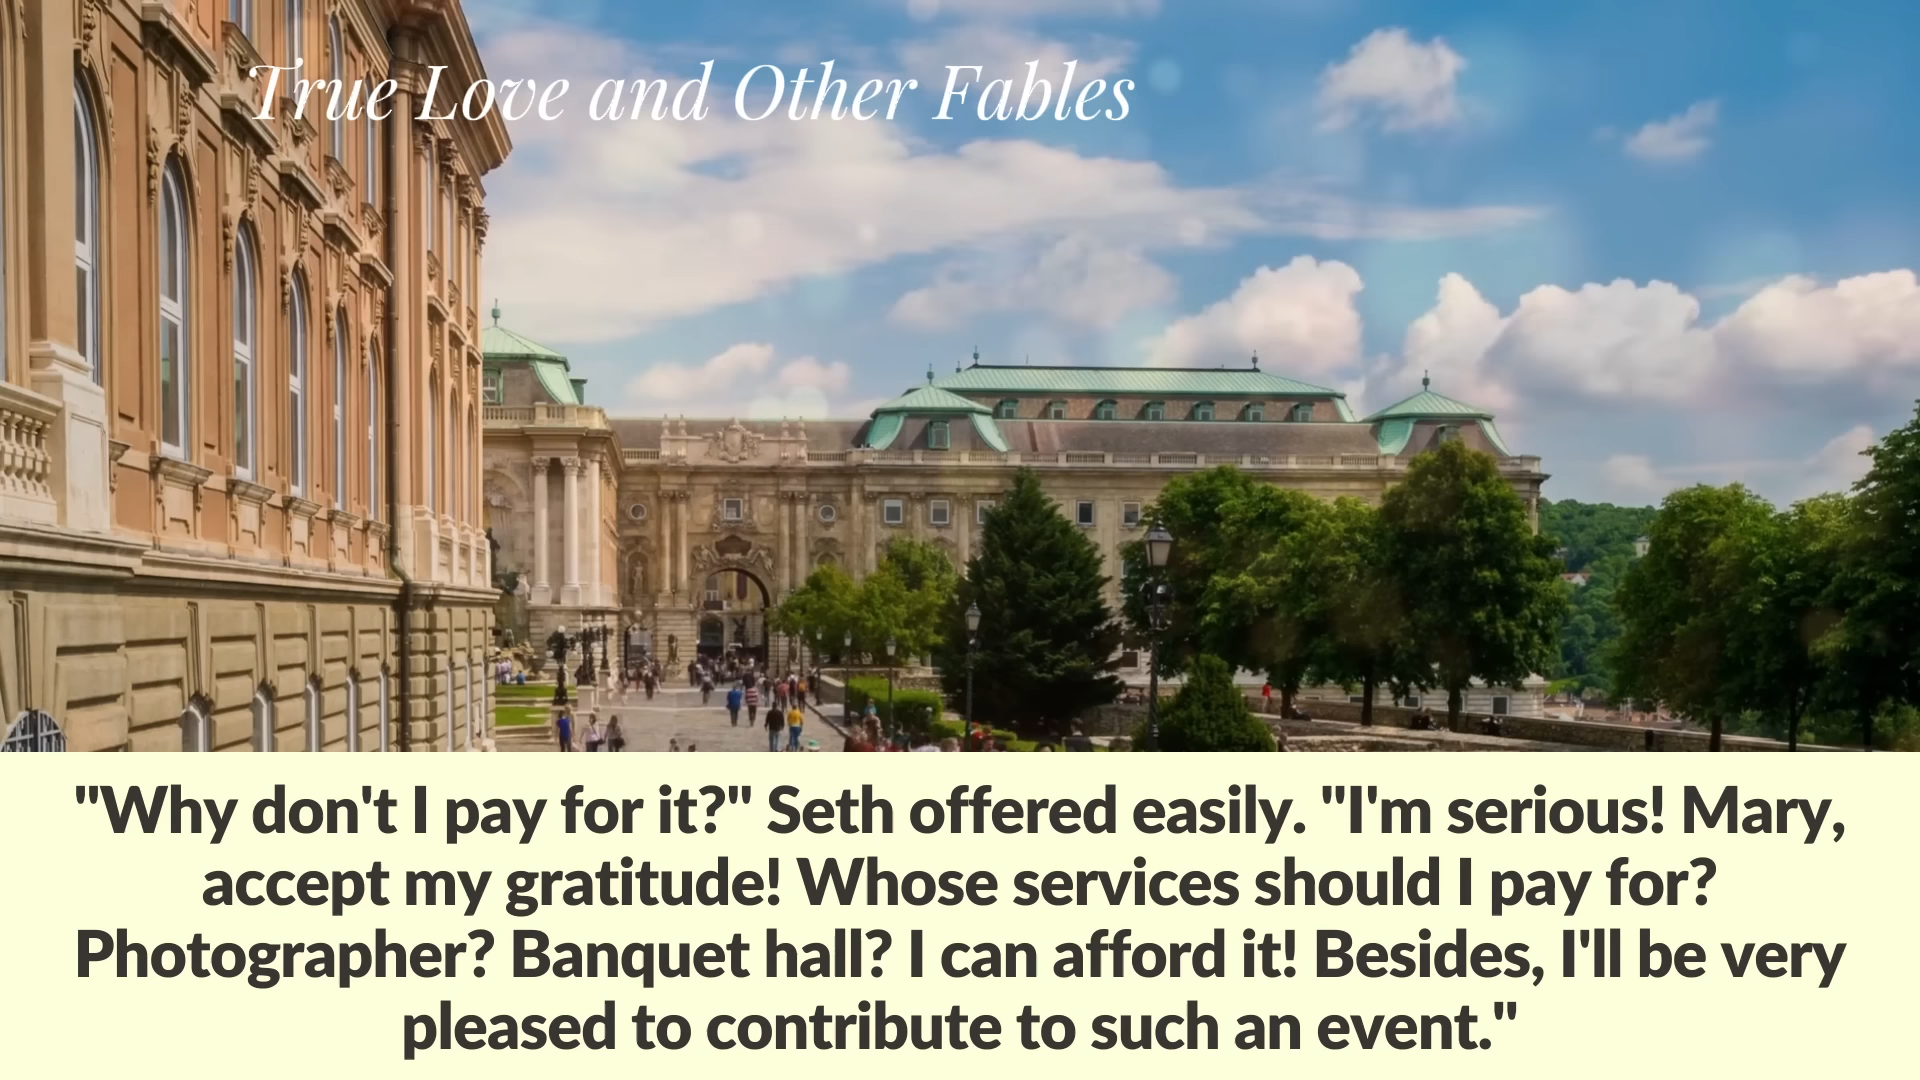 True Love and Other Fables
"Why don't I pay for it?" Seth offered easily. "I'm serious! Mary,
accept my gratitude! Whose services should I pay for?
Photographer? Banquet hall? I can afford it! Besides, I'll be very
pleased to contribute to such an event."